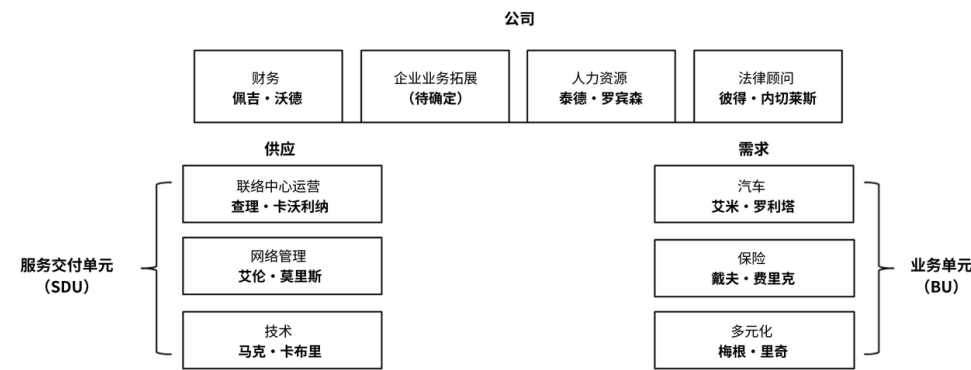 公司
财务
佩吉·沃德
企业业务拓展
（待确定）
人力资源
泰德·罗宾森
法律顾问
彼得·内切莱斯
供应
联络中心运营
查理·卡沃利纳
网络管理
艾伦·莫里斯
技术
马克·卡布里
服务交付单元
（SDU）
需求
汽车
艾米·罗利塔
保险
戴夫·费里克
多元化
梅根·里奇
业务单元
（BU）